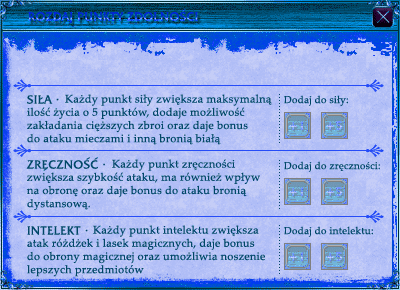 SIŁA · Każdy punkt siły zwiększa maksymalną
ilość życia o 5 punktów, dodaje możliwość
zakładania cięższych zbroi oraz daje bonus
do ataku mieczami i inną bronią białą
Dodaj do siły:
ZRĘCZNOŚĆ · Każdy punkt zręczności
zwiększa szybkość ataku, ma również wpływ
na obronę oraz daje bonus do ataku bronią
dystansową.
Dodaj do zręczności:
INTELEKT · Każdy punkt intelektu zwiększa
atak różdżek i lasek magicznych, daje bonus
do obrony magicznej oraz umożliwia noszenie
lepszych przedmiotów
Dodaj do intelektu: